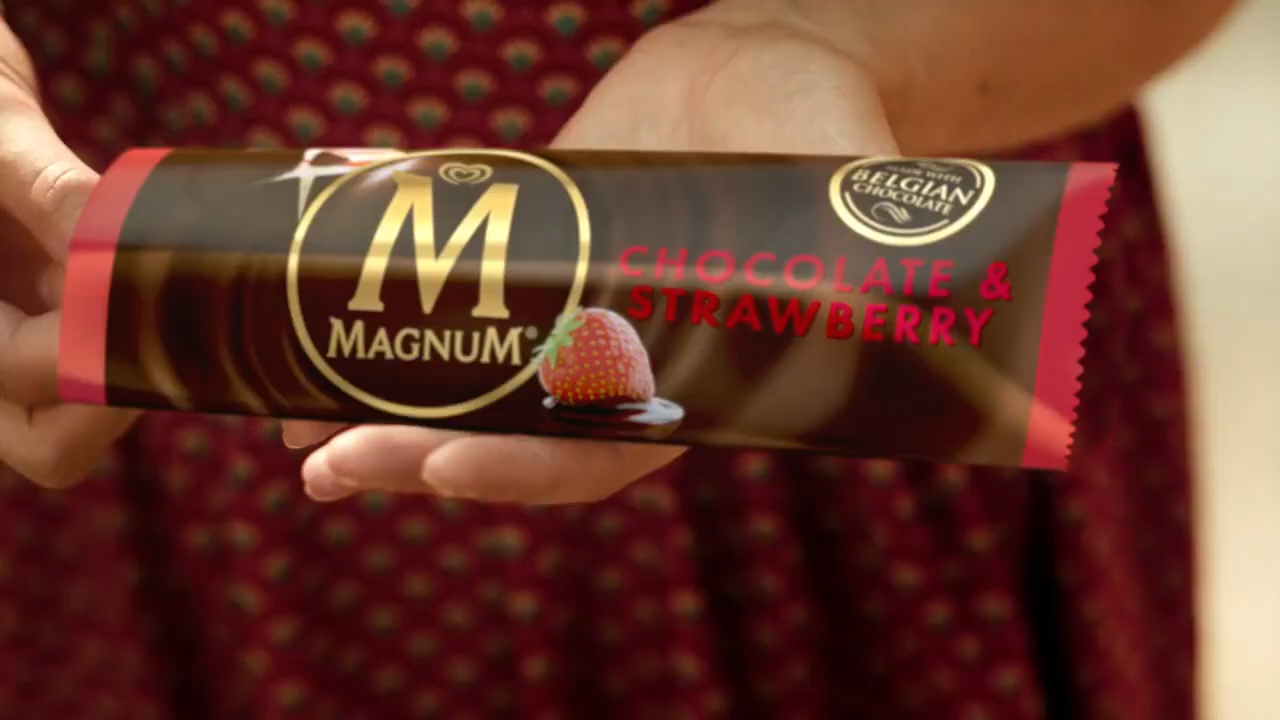 M
MAGNUM®
MADE WITH
BELGIAN
CHOCOLATE
CHOCOLATE &
STRAWBERRY